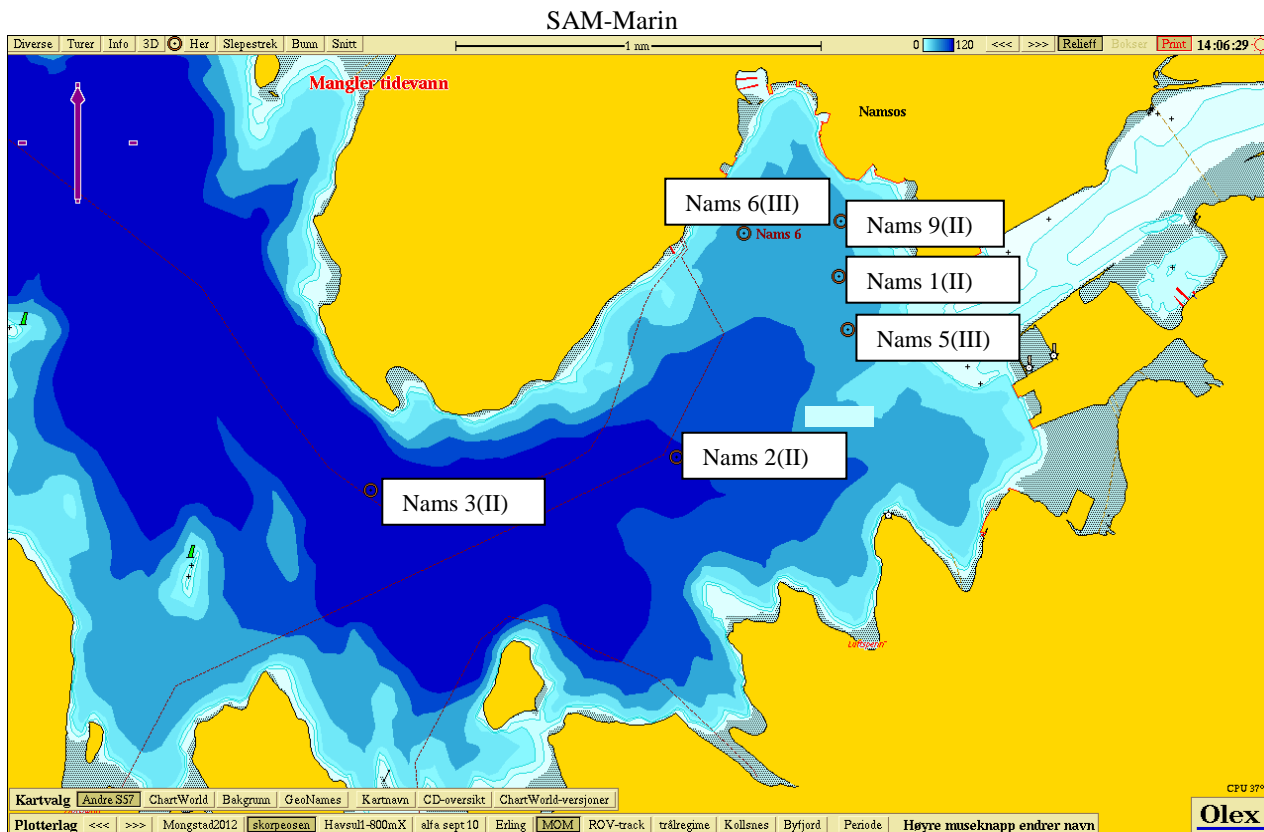 SAM-Marin
Diverse Turer Info 3D Her Slepestrek Bunn Snitt 1 nm 0 120 <<< >>> Relieff Bokser Print 14:06:29
Mangler tidevann
Namsos
Nams 6(III)
Nams 9(II)
Nams 6
Nams 1(II)
Nams 5(III)
Nams 2(II)
Nams 3(II)
Luftspenn
CPU 37°
Kartvalg Andre S57 ChartWorld Bakgrunn GeoNames Kartnavn CD-oversikt ChartWorld-versjoner
Olex
Plotterlag <<< >>> Mongstad2012 skorpeosen Havsul1-800mX alfa sept 10 Erling MOM ROV-track trålregime Kollsnes Byfjord Periode Høyre museknapp endrer navn